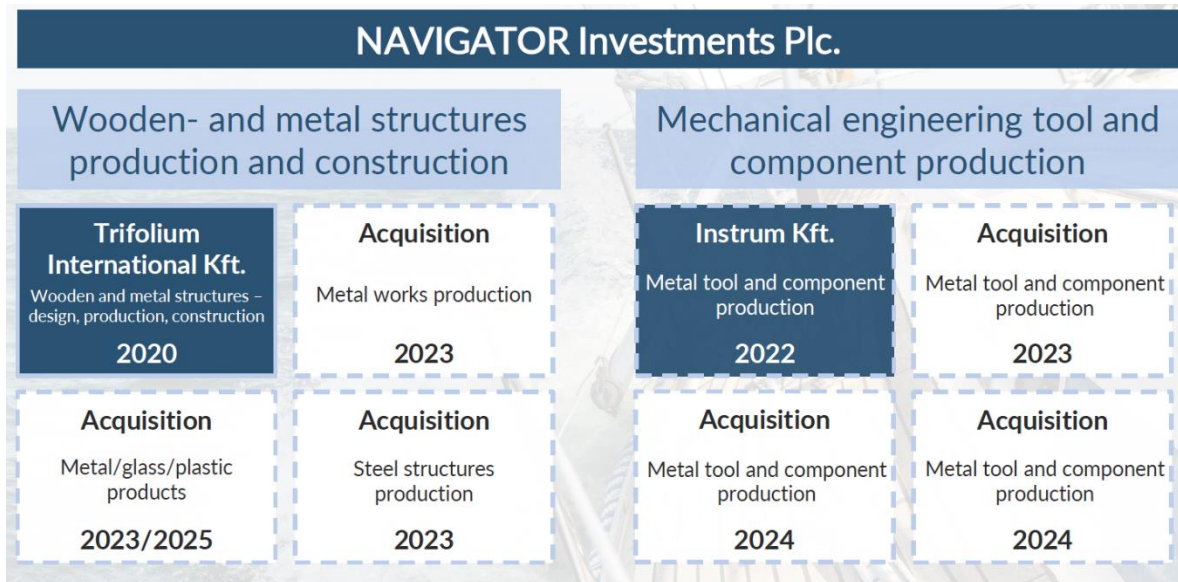 NAVIGATOR Investments Plc.
Wooden- and metal structures
production and construction
Trifolium
International Kft.
Wooden and metal structures –
design, production, construction
2020
Acquisition
Metal works production
2023
Acquisition
Metal/glass/plastic
products
2023/2025
Acquisition
Steel structures
production
2023
Mechanical engineering tool and
component production
Instrum Kft.
Metal tool and component
production
2022
Acquisition
Metal tool and component
production
2023
Acquisition
Metal tool and component
production
2024
Acquisition
Metal tool and component
production
2024